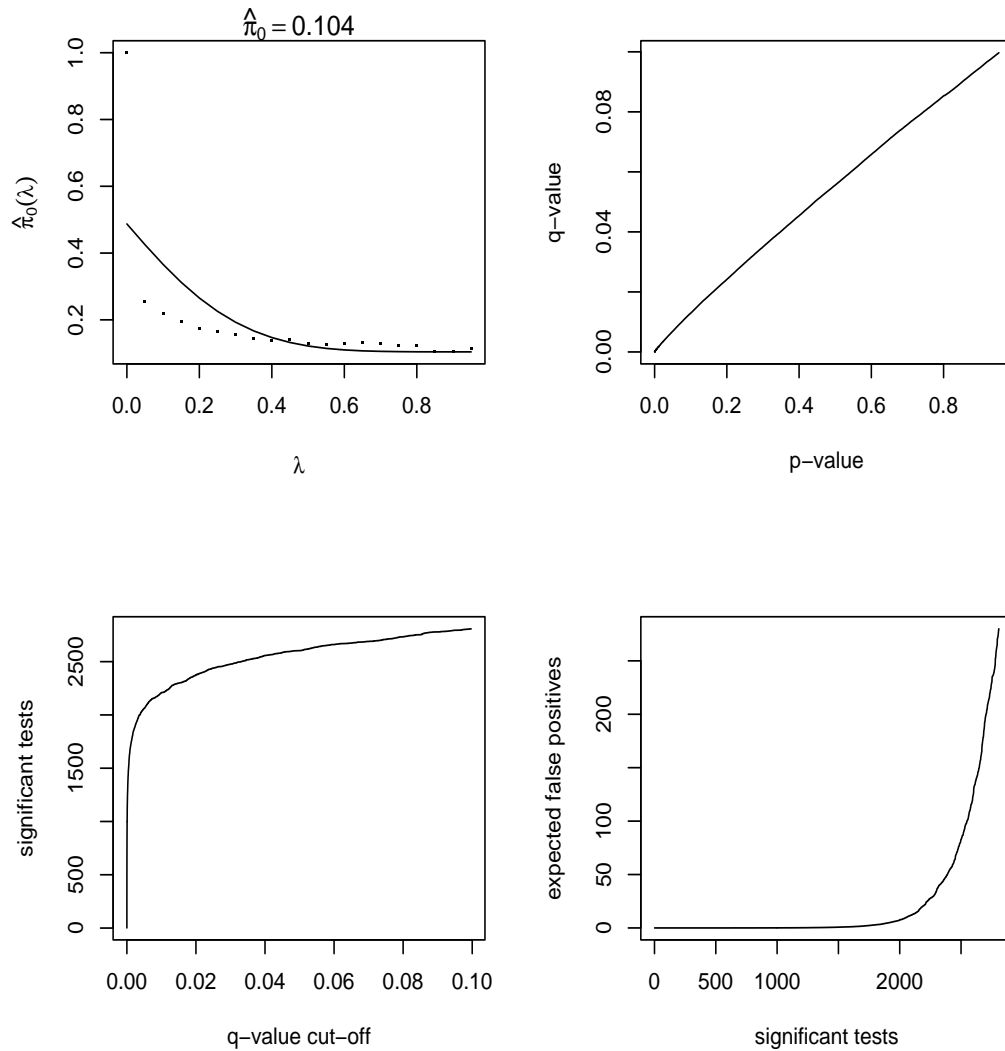 π̂₀ = 0.104
π̂₀(λ)
1.0
0.8
0.6
0.4
0.2
0.0 0.2 0.4 0.6 0.8
λ
q−value
0.08
0.04
0.00
0.0 0.2 0.4 0.6 0.8
p−value
significant tests
2500
1500
500
0
0.00 0.02 0.04 0.06 0.08 0.10
q−value cut−off
expected false positives
200
100
50
0
0 500 1000 2000
significant tests